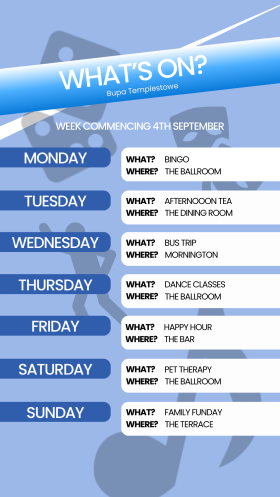 WHAT'S ON?
Bupa Templestowe
WEEK COMMENCING 4TH SEPTEMBER
MONDAY
WHAT? BINGO
WHERE? THE BALLROOM
TUESDAY
WHAT? AFTERNOOON TEA
WHERE? THE DINING ROOM
WEDNESDAY
WHAT? BUS TRIP
WHERE? MORNINGTON
THURSDAY
WHAT? DANCE CLASSES
WHERE? THE BALLROOM
FRIDAY
WHAT? HAPPY HOUR
WHERE? THE BAR
SATURDAY
WHAT? PET THERAPY
WHERE? THE BALLROOM
SUNDAY
WHAT? FAMILY FUNDAY
WHERE? THE TERRACE